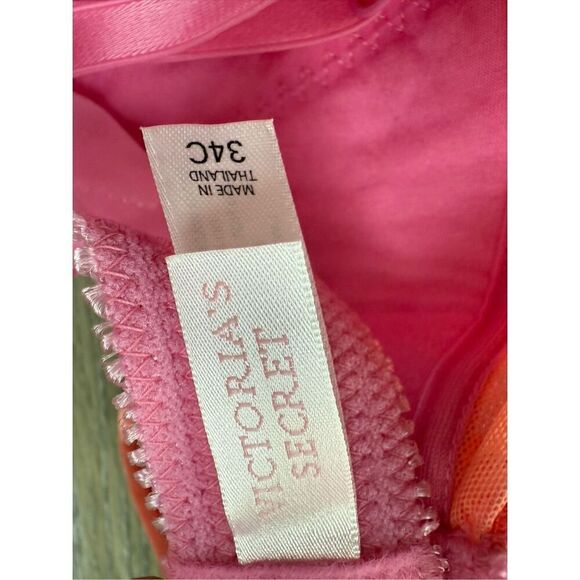 34C
MADE IN
THAILAND
VICTORIA'S
SECRET